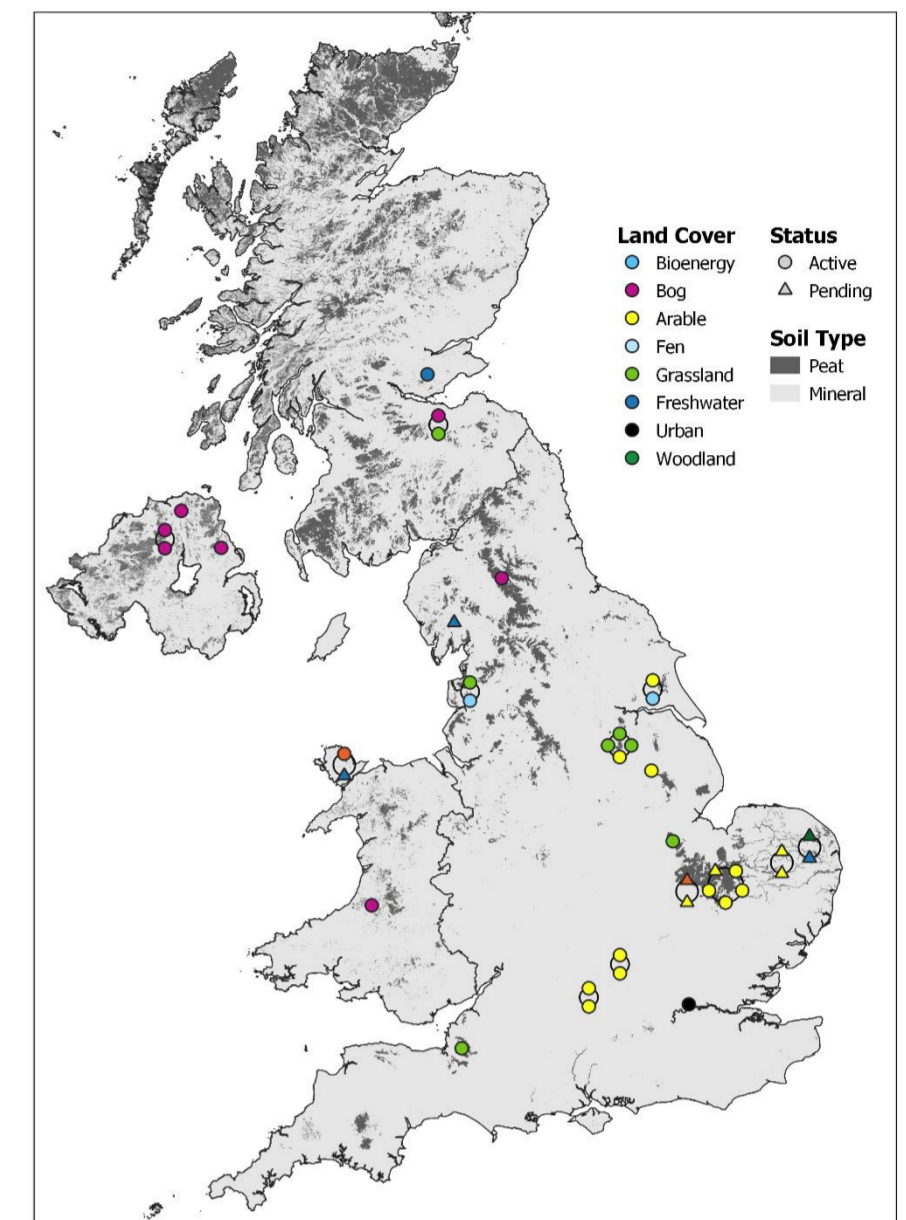 Land Cover
Bioenergy
Bog
Arable
Fen
Grassland
Freshwater
Urban
Woodland
Status
Active
Pending
Soil Type
Peat
Mineral